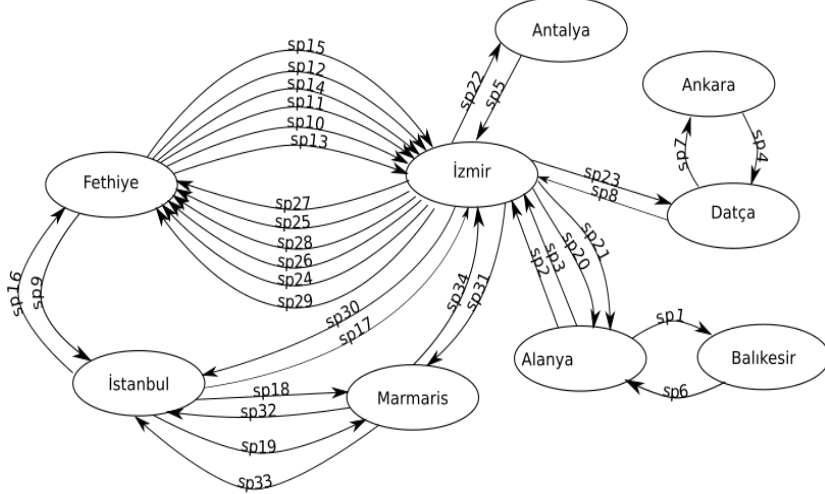 Antalya
sp15
sp12
sp14
sp11
sp10
sp13
sp22
sp5
Ankara
sp7
sp4
Fethiye
İzmir
sp23
sp8
Datça
sp27
sp25
sp28
sp26
sp24
sp29
sp16
sp9
sp30
sp17
sp34
sp31
sp2
sp3
sp20
sp21
sp1
İstanbul
Alanya
Balıkesir
sp6
sp18
sp32
Marmaris
sp19
sp33